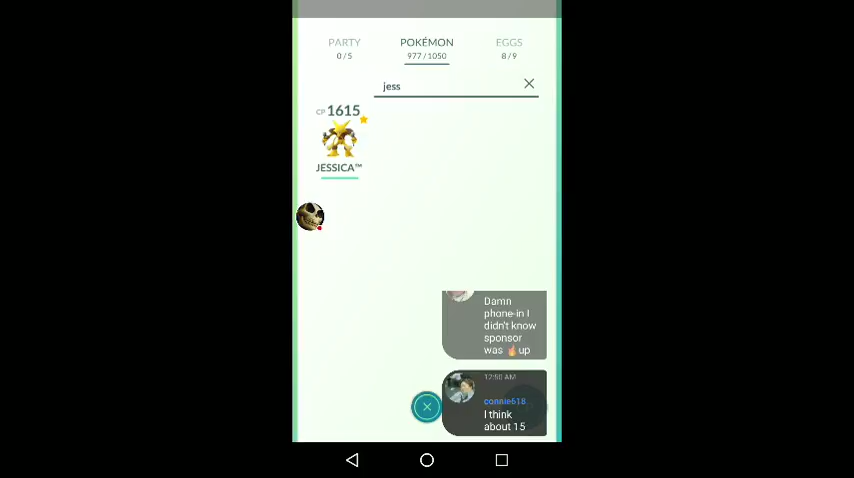 PARTY
POKÉMON
EGGS
0 / 5
977 / 1050
8 / 9
jess
CP 1615
JESSICA™
Damn
phone-in I
didn't know
sponsor
was 🔥up
12:50 AM
connie618
I think
about 15